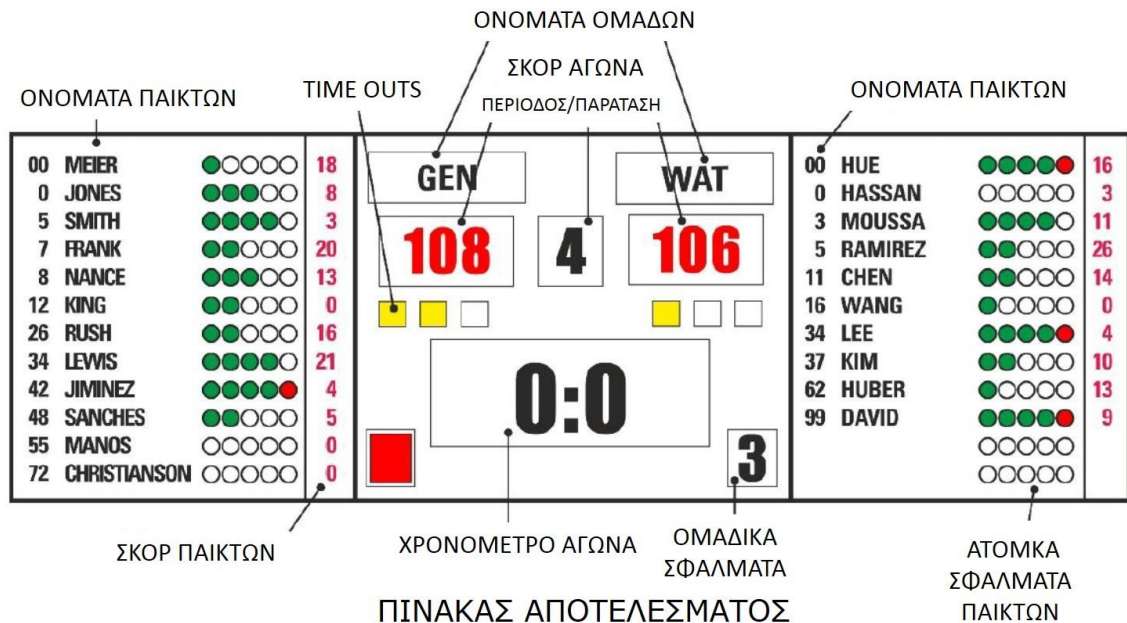 ΟΝΟΜΑΤΑ ΟΜΑΔΩΝ
ΣΚΟΡ ΑΓΩΝΑ
ΟΝΟΜΑΤΑ ΠΑΙΚΤΩΝ
TIME OUTS
ΠΕΡΙΟΔΟΣ/ΠΑΡΑΤΑΣΗ
ΟΝΟΜΑΤΑ ΠΑΙΚΤΩΝ
00 MEIER 18
0 JONES 8
5 SMITH 3
7 FRANK 20
8 NANCE 13
12 KING 0
26 RUSH 16
34 LEWIS 21
42 JIMINEZ 4
48 SANCHES 5
55 MANOS 0
72 CHRISTIANSON 0
GEN
WAT
108
4
106
0:0
3
00 HUE 16
0 HASSAN 3
3 MOUSSA 11
5 RAMIREZ 26
11 CHEN 14
16 WANG 0
34 LEE 4
37 KIM 10
62 HUBER 13
99 DAVID 9
ΣΚΟΡ ΠΑΙΚΤΩΝ
ΧΡΟΝΟΜΕΤΡΟ ΑΓΩΝΑ
ΟΜΑΔΙΚΑ
ΣΦΑΛΜΑΤΑ
ΑΤΟΜΚΑ
ΣΦΑΛΜΑΤΑ
ΠΑΙΚΤΩΝ
ΠΙΝΑΚΑΣ ΑΠΟΤΕΛΕΣΜΑΤΟΣ